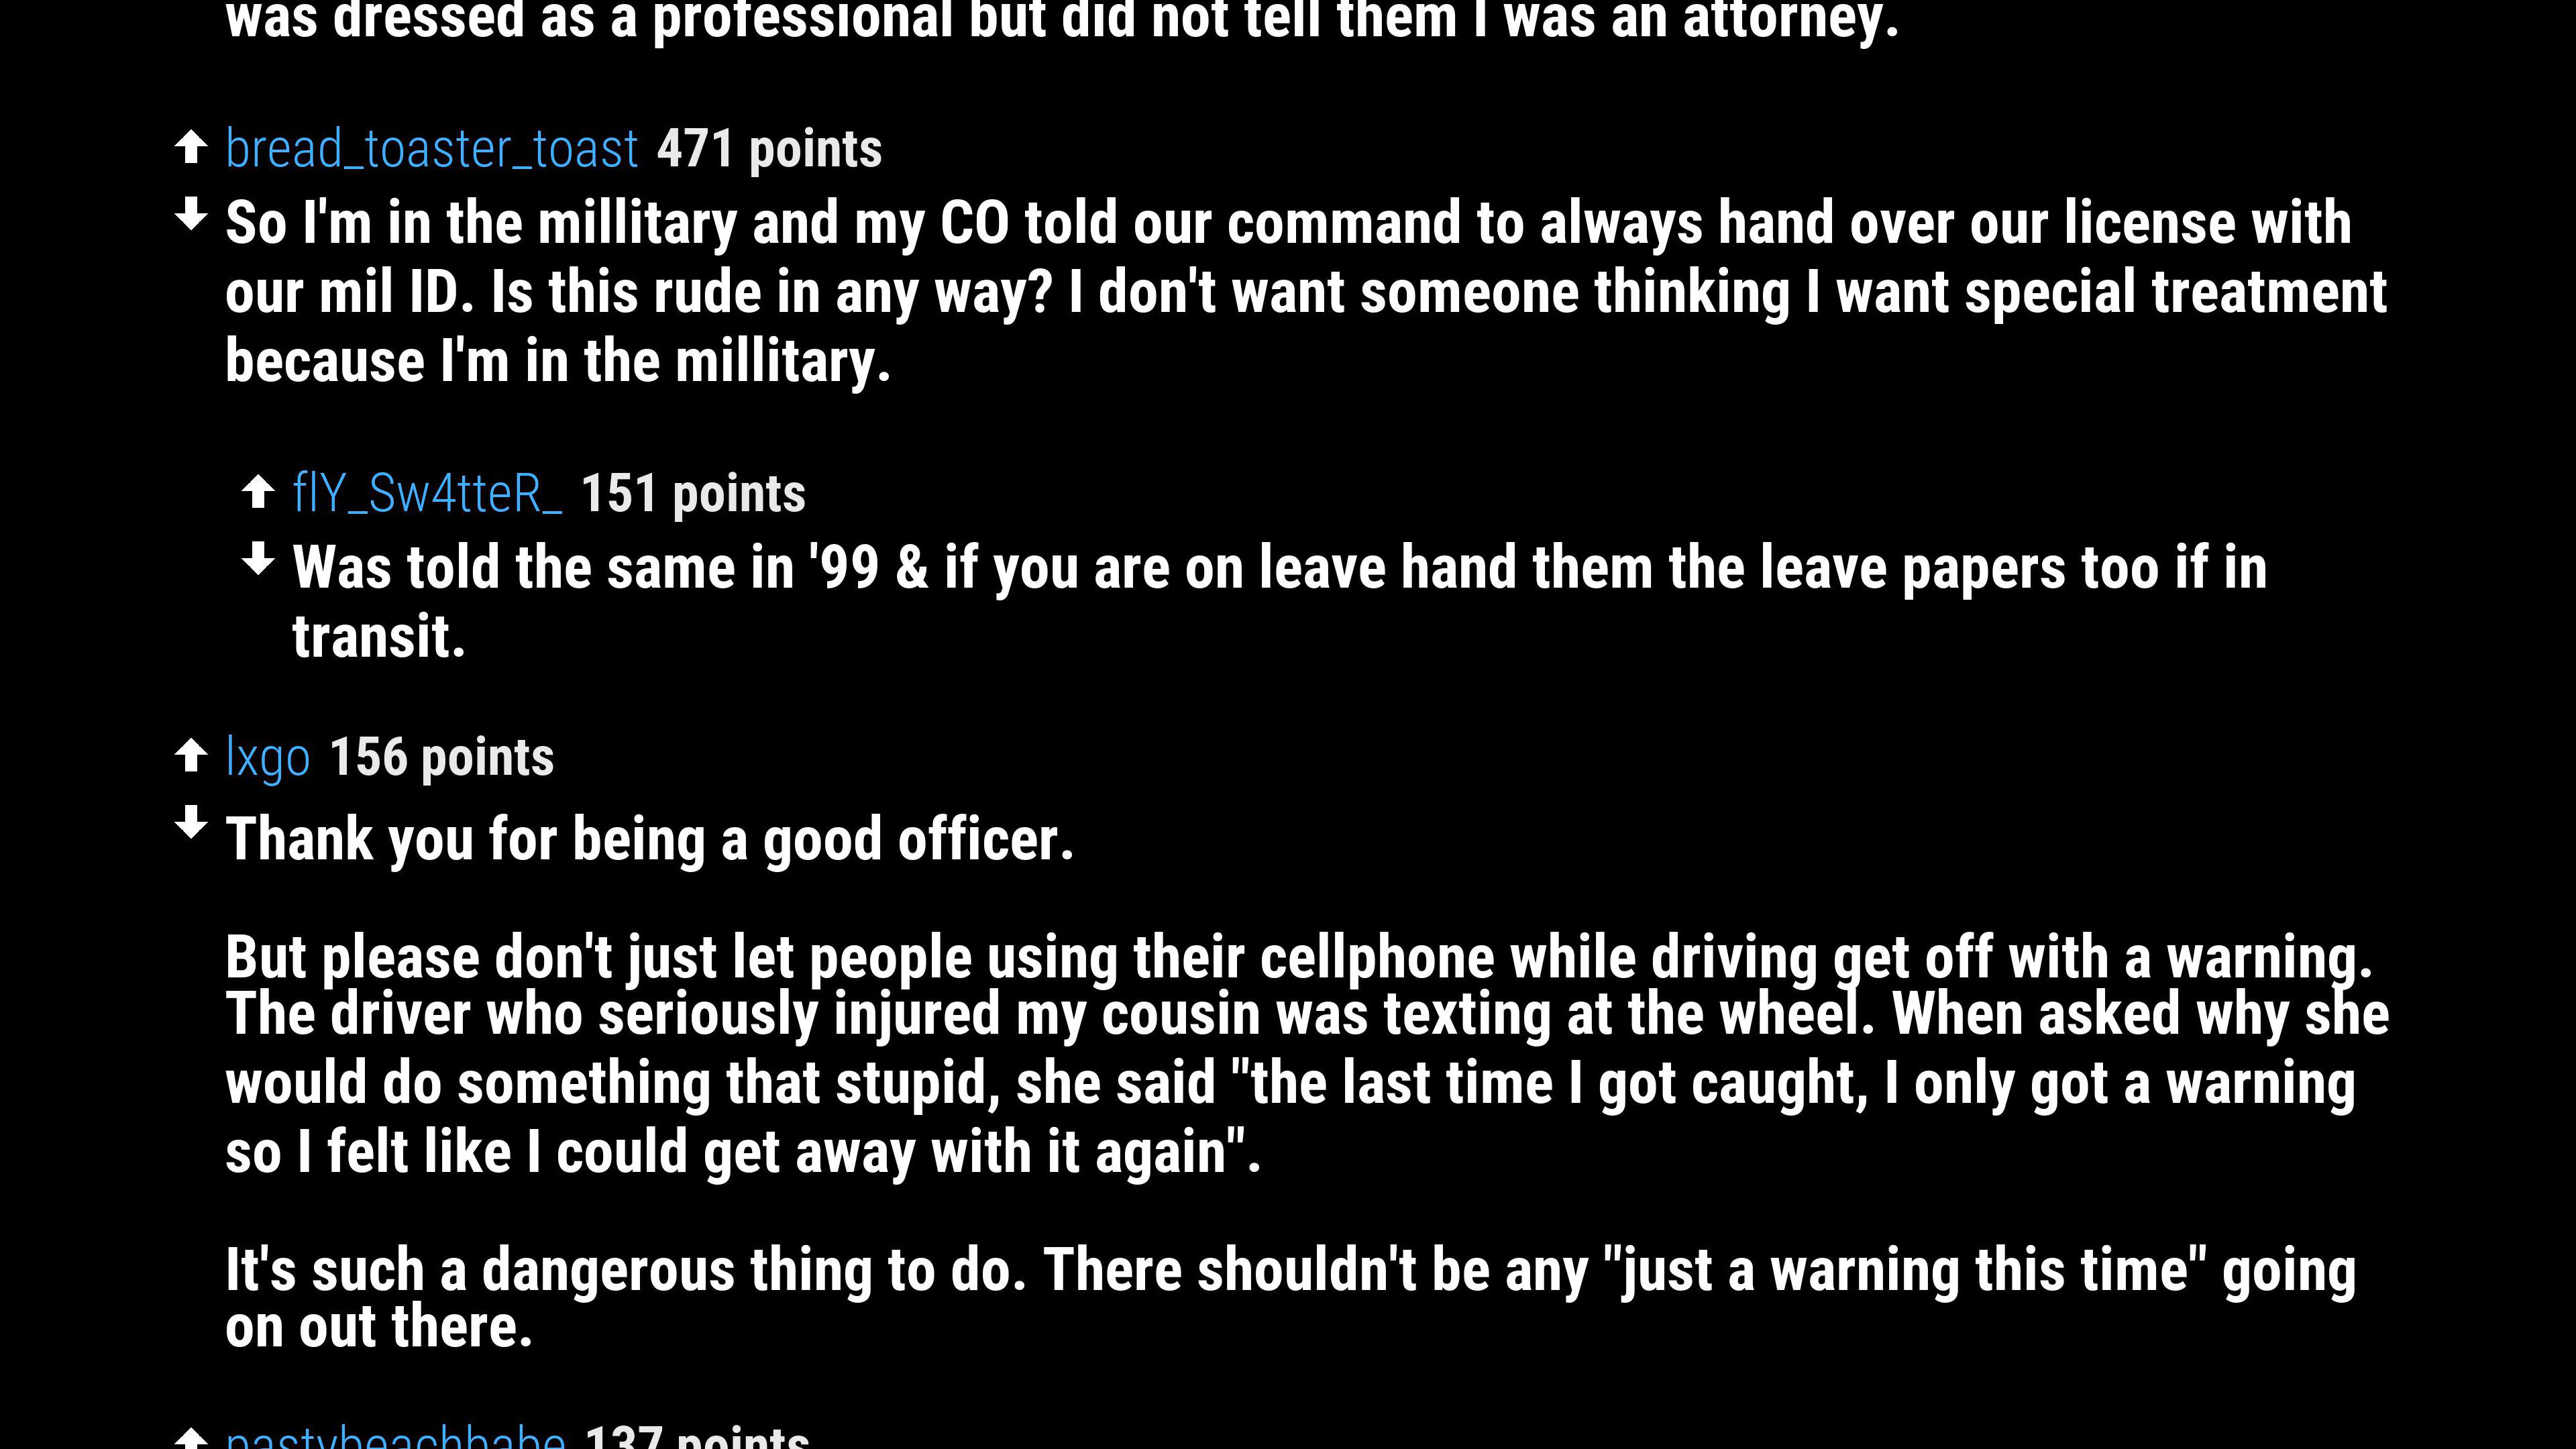 was dressed as a professional but did not tell them I was an attorney.
bread_toaster_toast 471 points
So I'm in the millitary and my CO told our command to always hand over our license with
our mil ID. Is this rude in any way? I don't want someone thinking I want special treatment
because I'm in the millitary.
flY_Sw4tteR_ 151 points
Was told the same in '99 & if you are on leave hand them the leave papers too if in
transit.
lxgo 156 points
Thank you for being a good officer.
But please don't just let people using their cellphone while driving get off with a warning.
The driver who seriously injured my cousin was texting at the wheel. When asked why she
would do something that stupid, she said "the last time I got caught, I only got a warning
so I felt like I could get away with it again".
It's such a dangerous thing to do. There shouldn't be any "just a warning this time" going
on out there.
pastybeachbabe 137 points